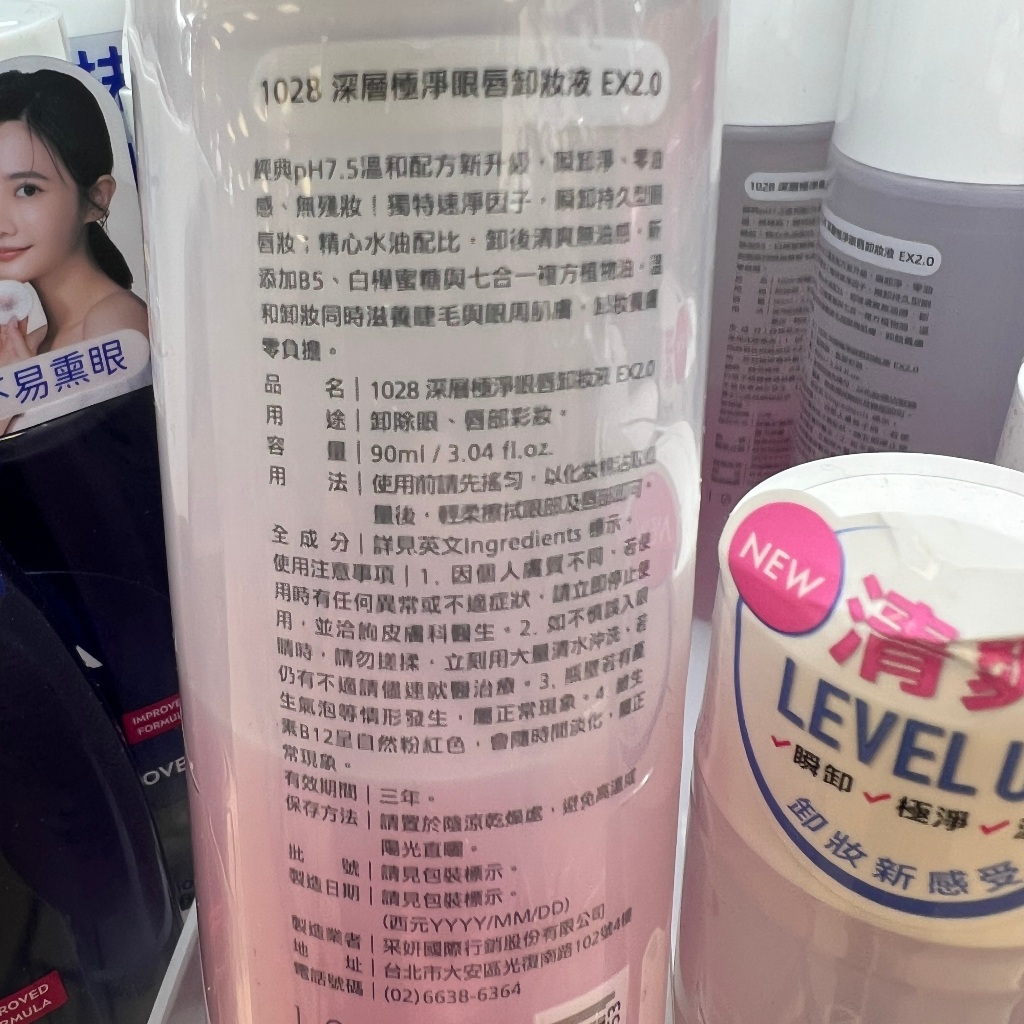 1028 深層極淨眼唇卸妝液 EX2.0
經典pH7.5溫和配方新升級，瞬卸淨、零油
感、無殘妝！獨特速淨因子，瞬卸持久型眼
唇妝；精心水油配比，卸後清爽無油感。新
添加B5、白樺蜜糖與七合一複方植物油，溫
和卸妝同時滋養睫毛與眼周肌膚，卸妝養膚
零負擔。
品名｜1028 深層極淨眼唇卸妝液 EX2.0
用途｜卸除眼、唇部彩妝。
容量｜90ml / 3.04 fl.oz.
用法｜使用前請先搖勻，以化妝棉沾取適
量後，輕柔擦拭眼部及唇部即可。
全成分｜詳見英文Ingredients 標示。
使用注意事項｜1. 因個人膚質不同，若使
用時有任何異常或不適症狀，請立即停止使
用，並洽詢皮膚科醫生。2. 如不慎誤入眼
睛時，請勿搓揉，立刻用大量清水沖洗，若
仍有不適請儘速就醫治療。3. 瓶壁若有產
生氣泡等情形發生，屬正常現象。4. 維生
素B12呈自然粉紅色，會隨時間淡化，屬正
常現象。
有效期間｜三年。
保存方法｜請置於陰涼乾燥處，避免高溫或
陽光直曬。
批號｜請見包裝標示。
製造日期｜請見包裝標示。
(西元YYYY/MM/DD)
製造業者｜采妍國際行銷股份有限公司
地址｜台北市大安區光復南路102號4樓
電話號碼｜(02)6638-6364
不易熏眼
IMPROVED
FORMULA
1028 深層極淨
眼唇卸妝液 EX2.0
NEW
清爽
LEVEL U
瞬卸 極淨
卸妝新感受